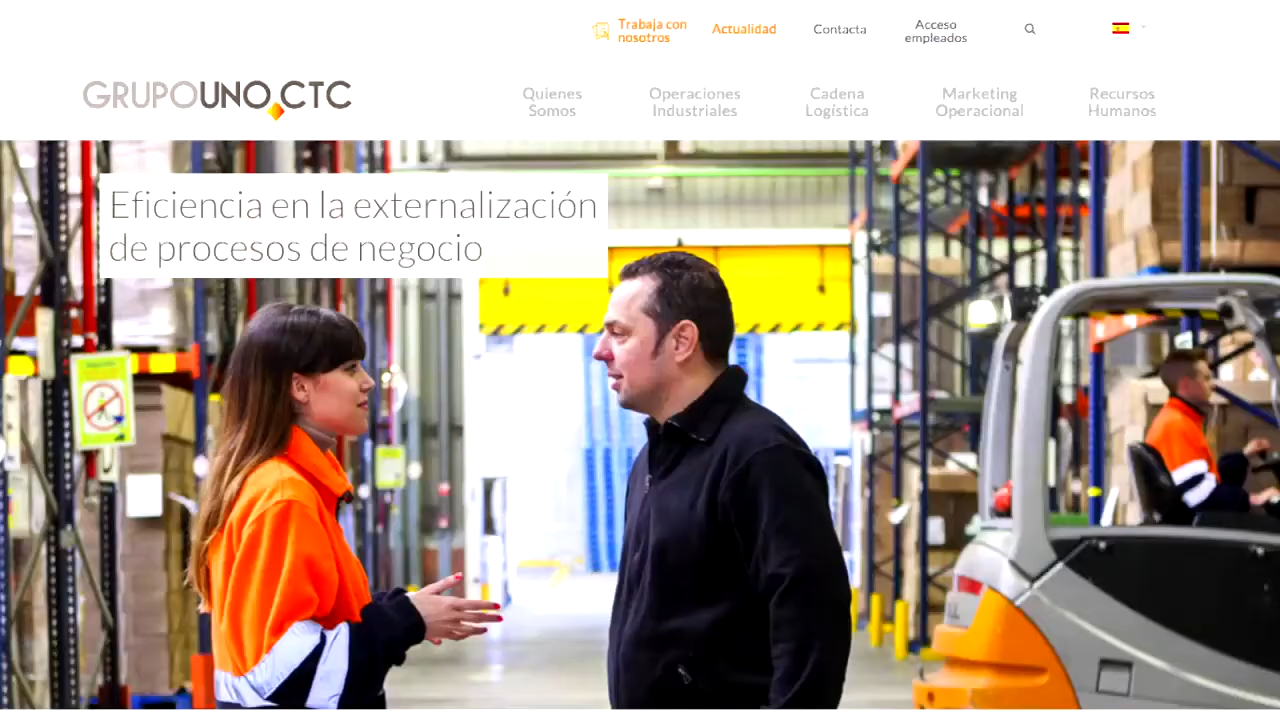 Trabaja con
nosotros
Actualidad
Contacta
Acceso
empleados
GRUPOUNO CTC
Quienes
Somos
Operaciones
Industriales
Cadena
Logística
Marketing
Operacional
Recursos
Humanos
Eficiencia en la externalización
de procesos de negocio